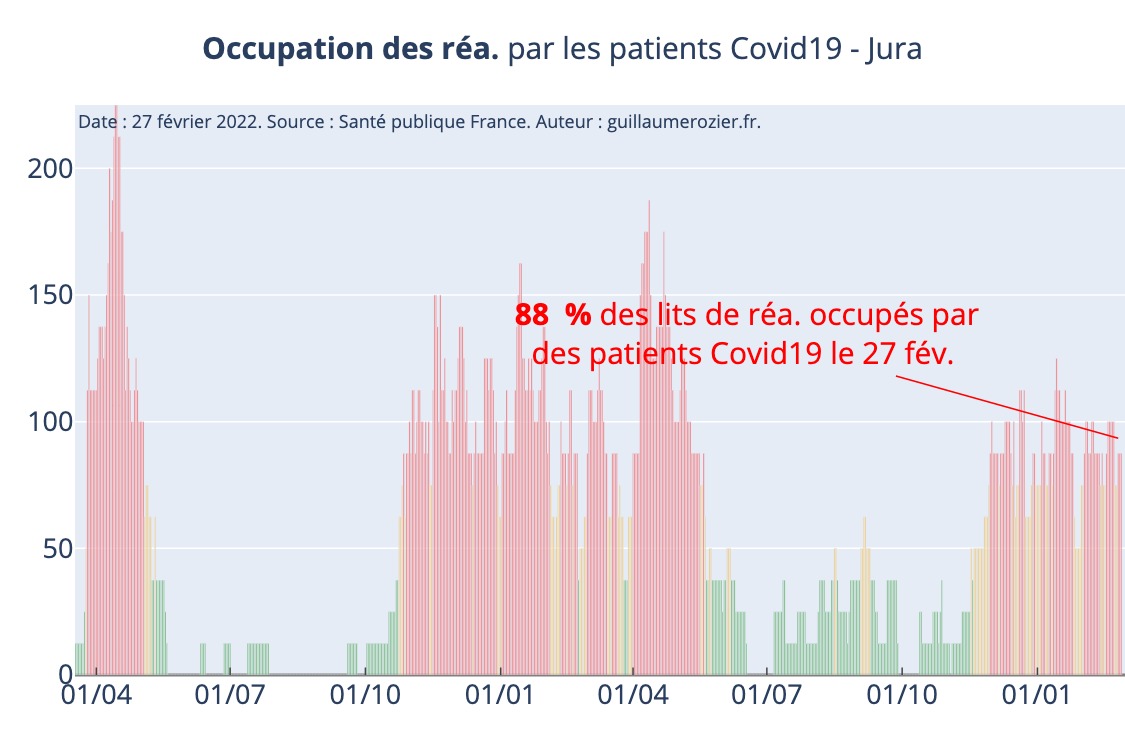 Occupation des réa. par les patients Covid19 - Jura
Date : 27 février 2022. Source : Santé publique France. Auteur : guillaumerozier.fr.
200
150
88 % des lits de réa. occupés par
des patients Covid19 le 27 fév.
100
50
0
01/04 01/07 01/10 01/01 01/04 01/07 01/10 01/01